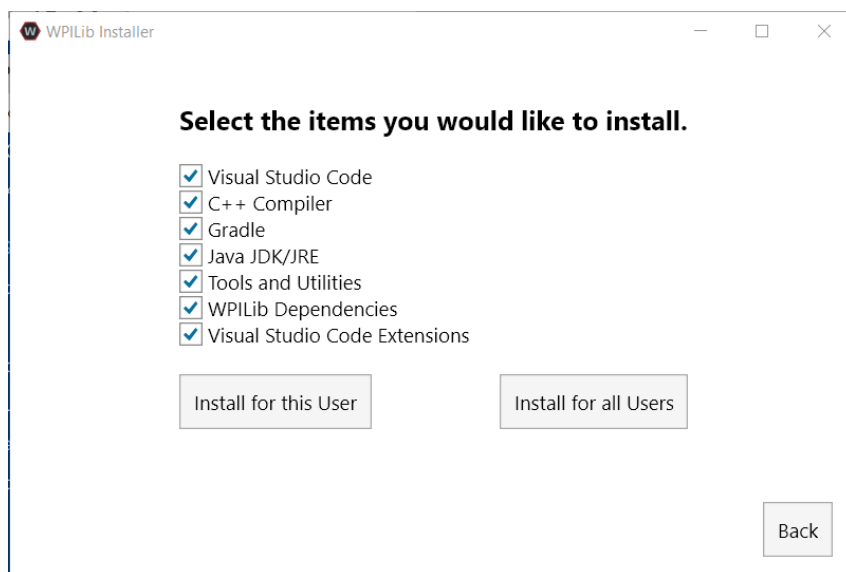 W WPILib Installer
Select the items you would like to install.
Visual Studio Code
C++ Compiler
Gradle
Java JDK/JRE
Tools and Utilities
WPILib Dependencies
Visual Studio Code Extensions
Install for this User Install for all Users
Back